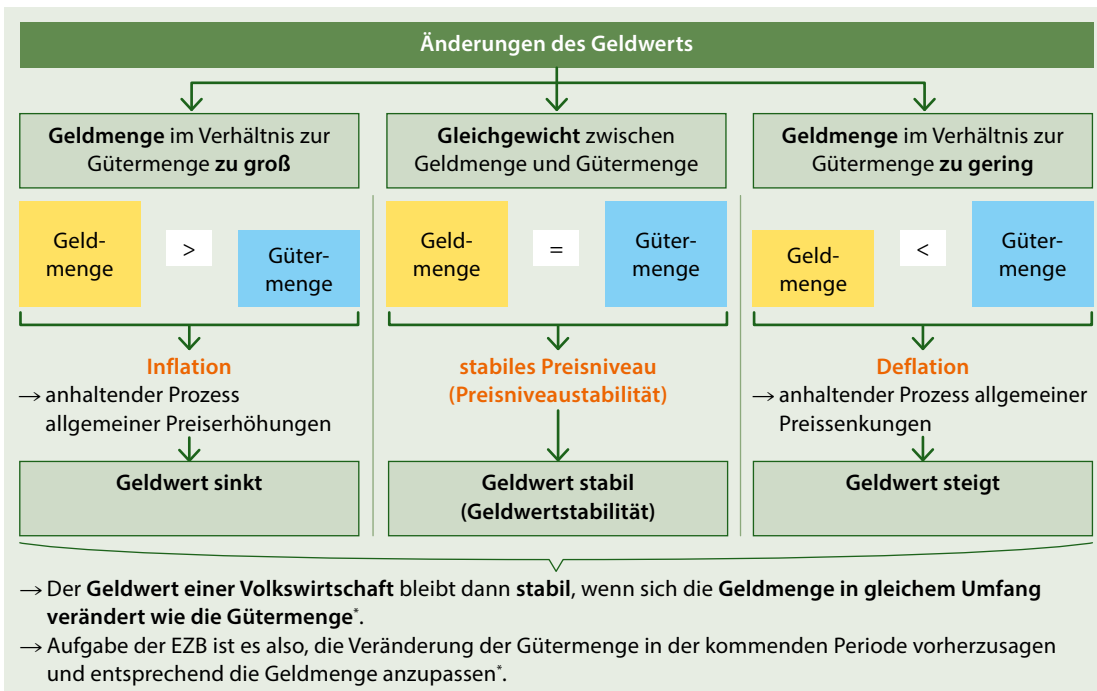 Änderungen des Geldwerts
Geldmenge im Verhältnis zur
Gütermenge zu groß
Gleichgewicht zwischen
Geldmenge und Gütermenge
Geldmenge im Verhältnis zur
Gütermenge zu gering
Geld-
menge
>
Güter-
menge
Geld-
menge
=
Güter-
menge
Geld-
menge
<
Güter-
menge
Inflation
→ anhaltender Prozess
allgemeiner Preiserhöhungen
stabiles Preisniveau
(Preisniveaustabilität)
Deflation
→ anhaltender Prozess allgemeiner
Preissenkungen
Geldwert sinkt
Geldwert stabil
(Geldwertstabilität)
Geldwert steigt
→ Der Geldwert einer Volkswirtschaft bleibt dann stabil, wenn sich die Geldmenge in gleichem Umfang
verändert wie die Gütermenge*.
→ Aufgabe der EZB ist es also, die Veränderung der Gütermenge in der kommenden Periode vorherzusagen
und entsprechend die Geldmenge anzupassen*.